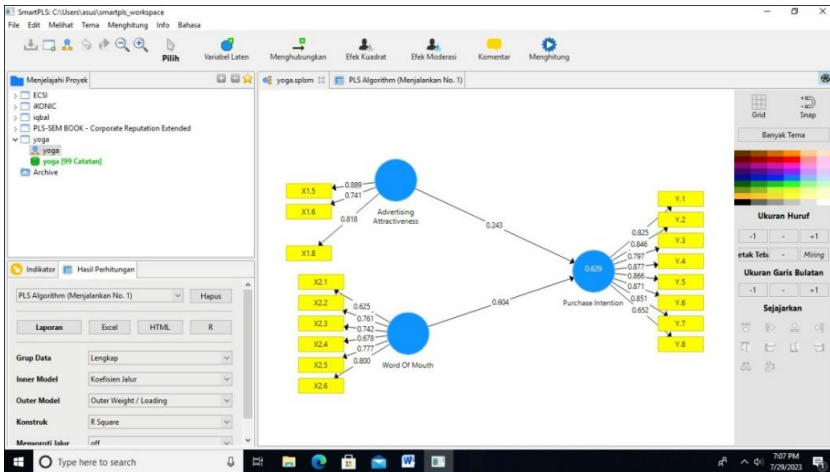 SmartPLS: C:\Users\asus\smartpls_workspace
File Edit Melihat Tema Menghitung Info Bahasa
Pilih
Variabel Laten
Menghubungkan
Efek Kuadrat
Efek Moderasi
Komentar
Menghitung
Menjelajahi Proyek
ECSI
iKONIC
iqbal
PLS-SEM BOOK - Corporate Reputation Extended
yoga
yoga
yoga [99 Catatan]
Archive
Indikator
Hasil Perhitungan
PLS Algorithm (Menjalankan No. 1)
Hapus
Laporan
Excel
HTML
R
Grup Data
Lengkap
Inner Model
Koefisien Jalur
Outer Model
Outer Weight / Loading
Konstruk
R Square
Menyoroti Jalur
off
yoga.splsm
PLS Algorithm (Menjalankan No. 1)
X1.5
X1.6
X1.8
0.889
0.741
0.818
Advertising
Attractiveness
0.243
X2.1
X2.2
X2.3
X2.4
X2.5
X2.6
0.625
0.761
0.742
0.678
0.777
0.800
Word Of Mouth
0.604
0.629
Purchase Intention
0.825
0.846
0.797
0.877
0.866
0.871
0.851
0.652
Y.1
Y.2
Y.3
Y.4
Y.5
Y.6
Y.7
Y.8
Grid
Snap
Banyak Tema
Ukuran Huruf
-1 - +1
etak Teba - Miring
Ukuran Garis Bulatan
-1 - +1
Sejajarkan
Type here to search
7:07 PM
7/29/2023